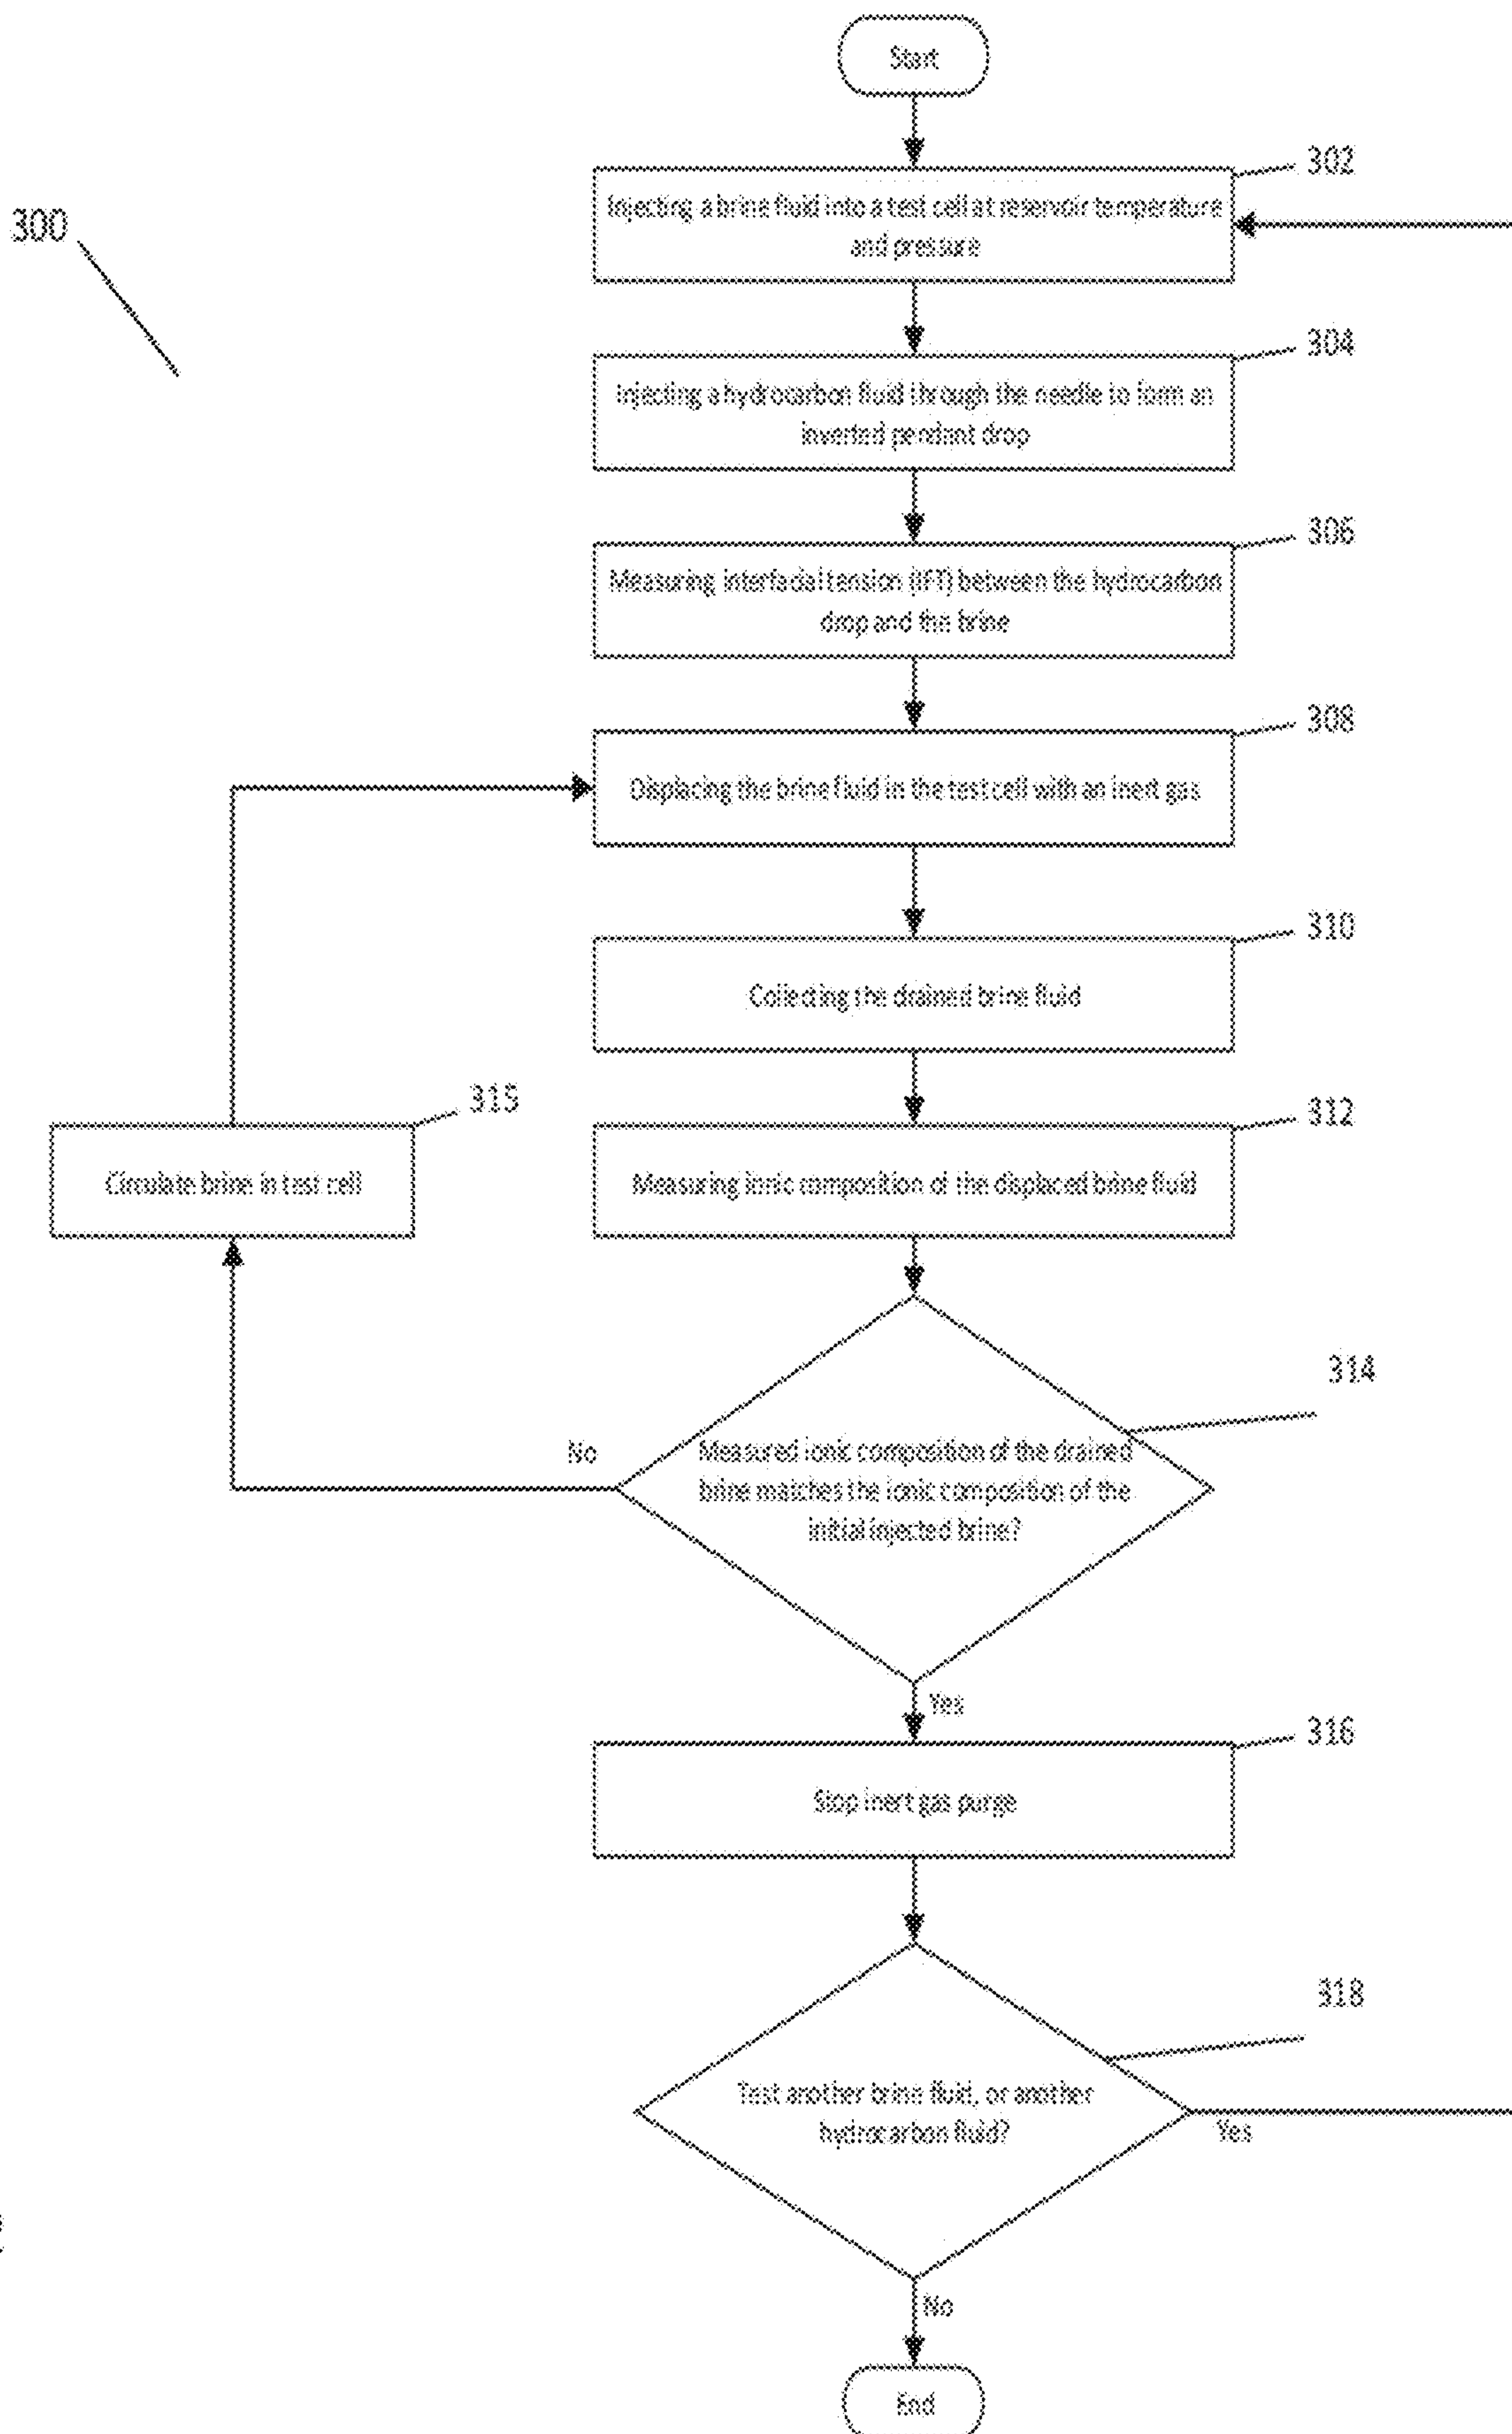 Start
302
Injecting a brine fluid into a test cell at reservoir temperature
and pressure
300
304
Injecting a hydrocarbon fluid through the needle to form an
inverted pendant drop
306
Measuring interfacial tension (IFT) between the hydrocarbon
drop and the brine
308
Displacing the brine fluid in the test cell with an inert gas
310
Collecting the drained brine fluid
315
Circulate brine in test cell
312
Measuring ionic composition of the displaced brine fluid
314
No
Measured ionic composition of the drained
brine matches the ionic composition of the
initial injected brine?
Yes
316
Stop inert gas purge
318
Test another brine fluid, or another
hydrocarbon fluid?
Yes
No
End